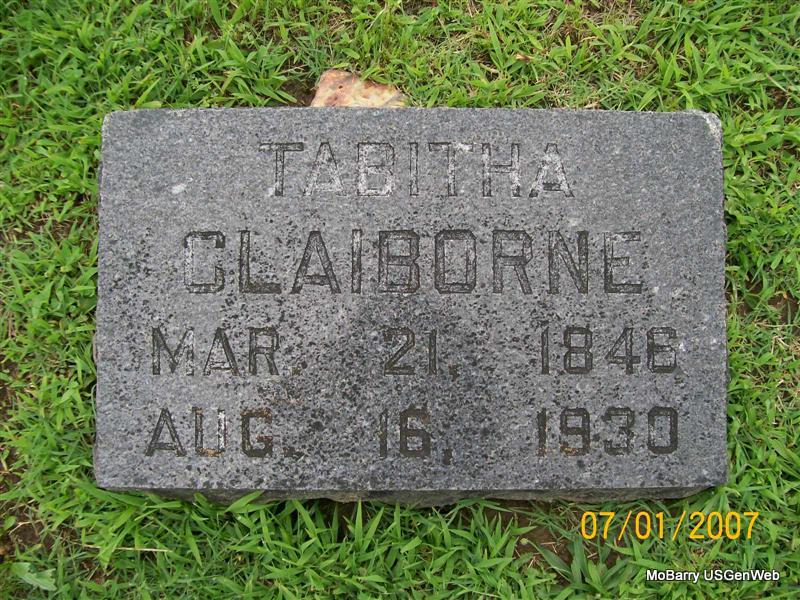 TABITHA
CLAIBORNE
MAR. 21, 1846
AUG. 16, 1930
07/01/2007
MoBarry USGenWeb